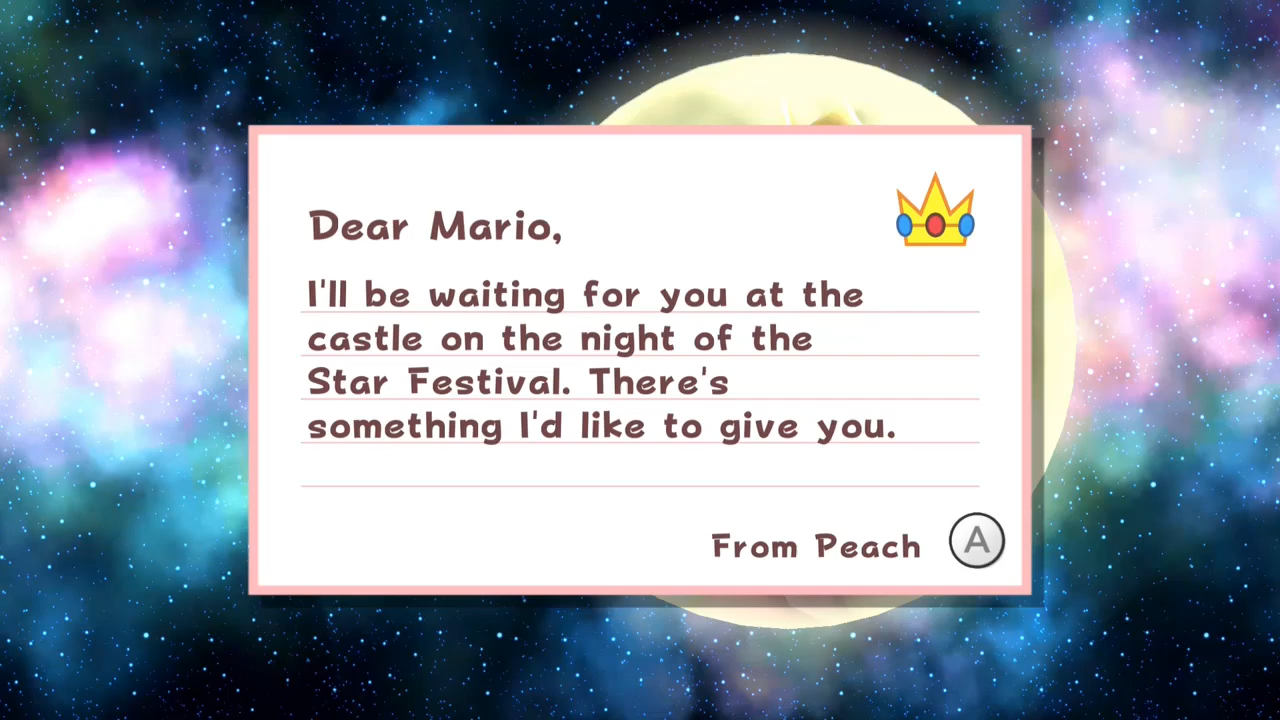 Dear Mario,
I'll be waiting for you at the
castle on the night of the
Star Festival. There's
something I'd like to give you.
From Peach
A